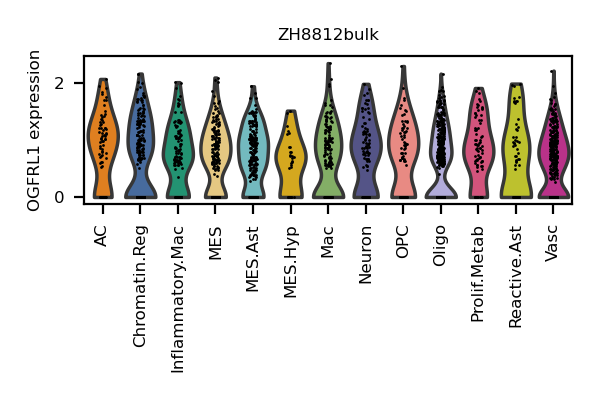 ZH8812bulk
OGFRL1 expression
2
0
AC
Chromatin.Reg
Inflammatory.Mac
MES
MES.Ast
MES.Hyp
Mac
Neuron
OPC
Oligo
Prolif.Metab
Reactive.Ast
Vasc